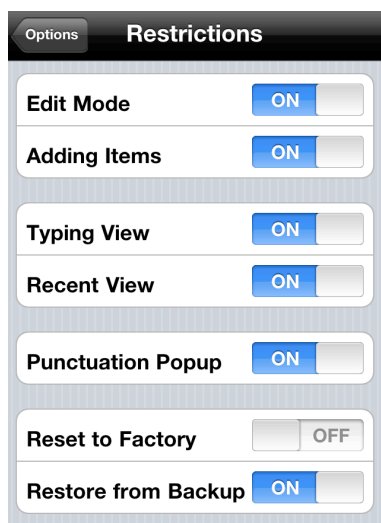 Options
Restrictions
Edit Mode ON
Adding Items ON
Typing View ON
Recent View ON
Punctuation Popup ON
Reset to Factory OFF
Restore from Backup ON